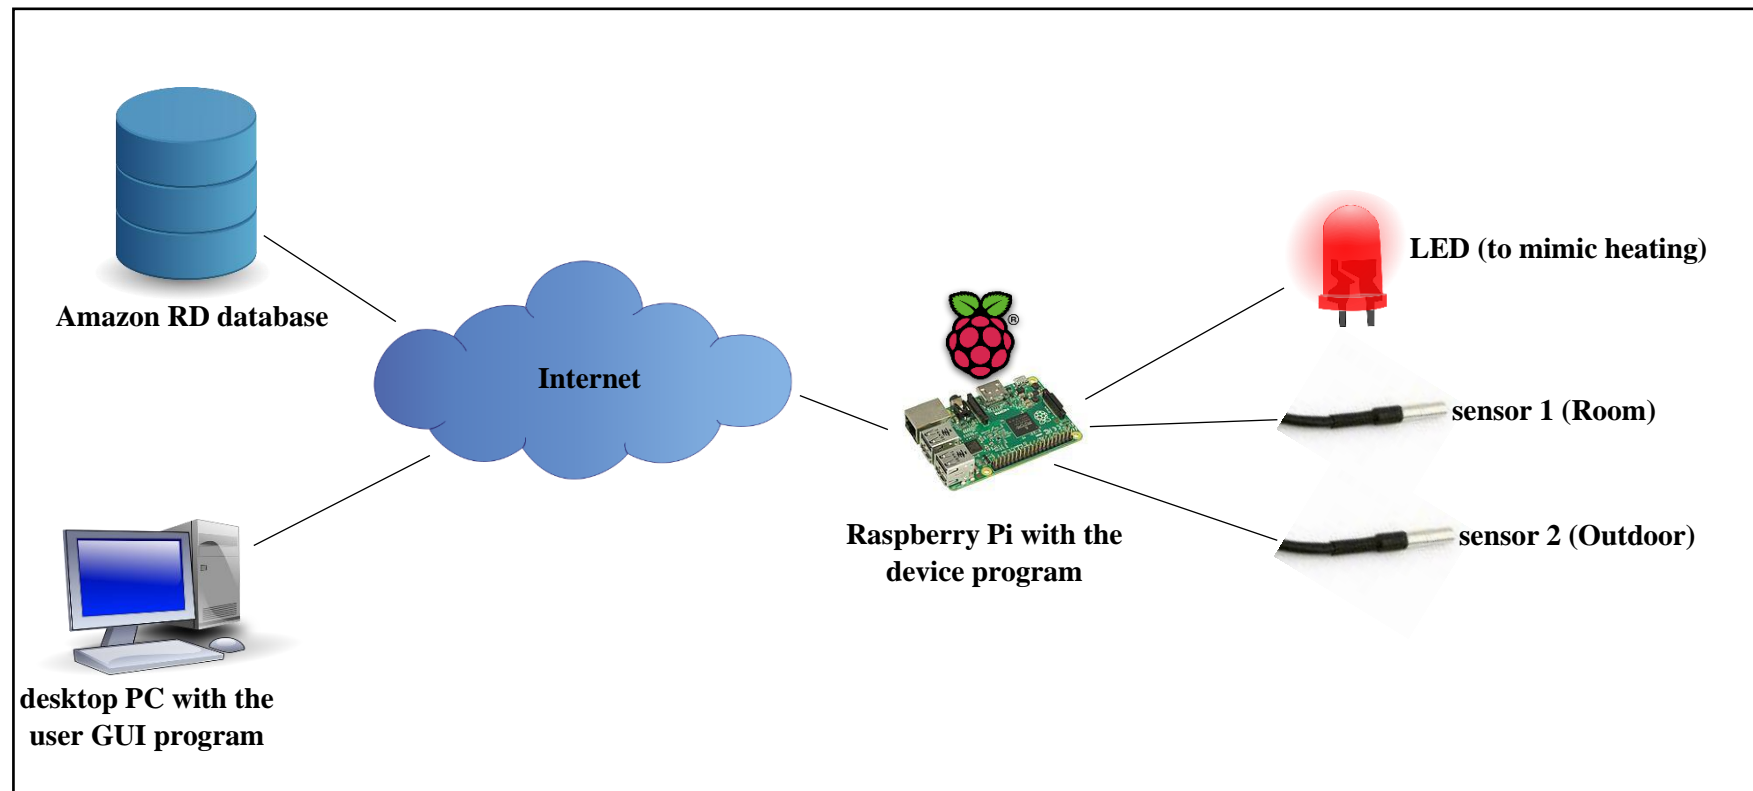 Amazon RD database
Internet
®
LED (to mimic heating)
sensor 1 (Room)
sensor 2 (Outdoor)
Raspberry Pi with the
device program
desktop PC with the
user GUI program